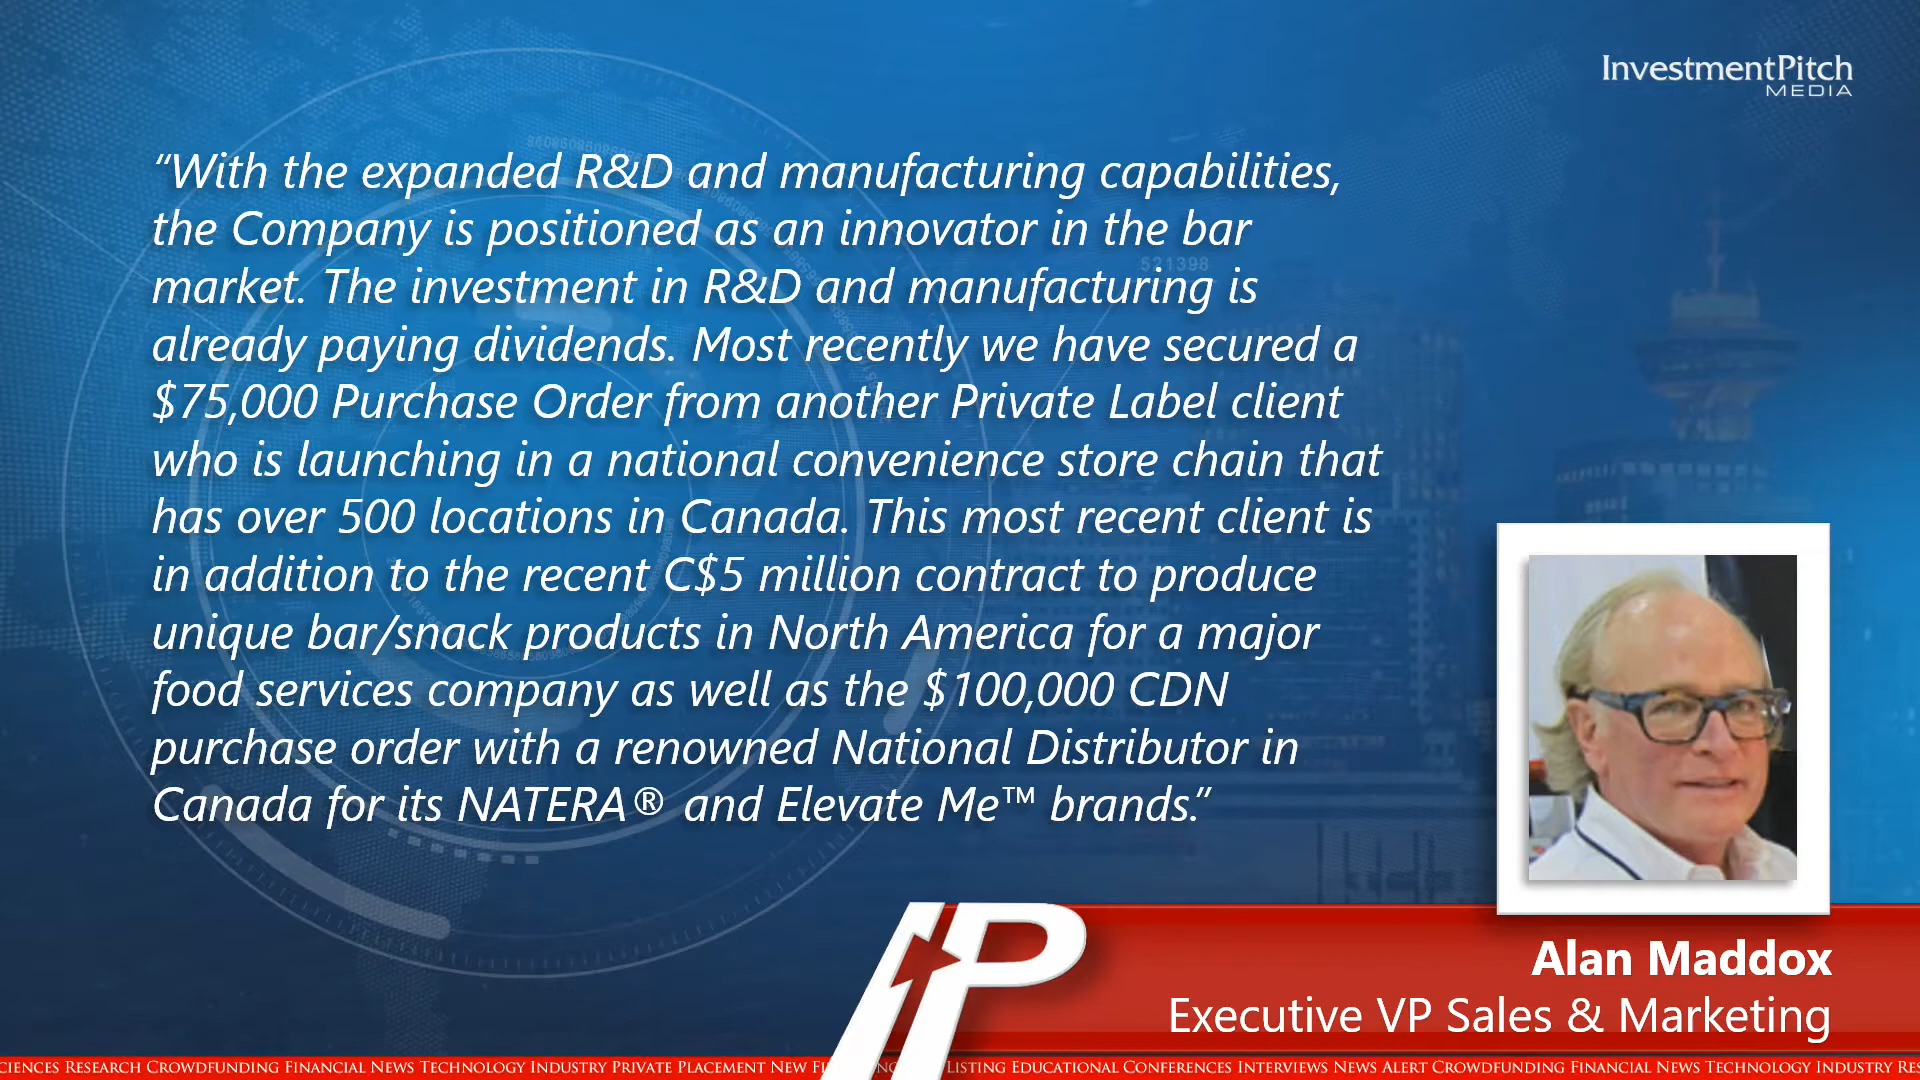 InvestmentPitch
MEDIA
“With the expanded R&D and manufacturing capabilities,
the Company is positioned as an innovator in the bar
market. The investment in R&D and manufacturing is
already paying dividends. Most recently we have secured a
$75,000 Purchase Order from another Private Label client
who is launching in a national convenience store chain that
has over 500 locations in Canada. This most recent client is
in addition to the recent C$5 million contract to produce
unique bar/snack products in North America for a major
food services company as well as the $100,000 CDN
purchase order with a renowned National Distributor in
Canada for its NATERA® and Elevate Me™ brands.”
521398
IP
Alan Maddox
Executive VP Sales & Marketing
SCIENCES RESEARCH CROWDFUNDING FINANCIAL NEWS TECHNOLOGY INDUSTRY PRIVATE PLACEMENT NEW LISTING EDUCATIONAL CONFERENCES INTERVIEWS NEWS ALERT CROWDFUNDING FINANCIAL NEWS TECHNOLOGY INDUSTRY